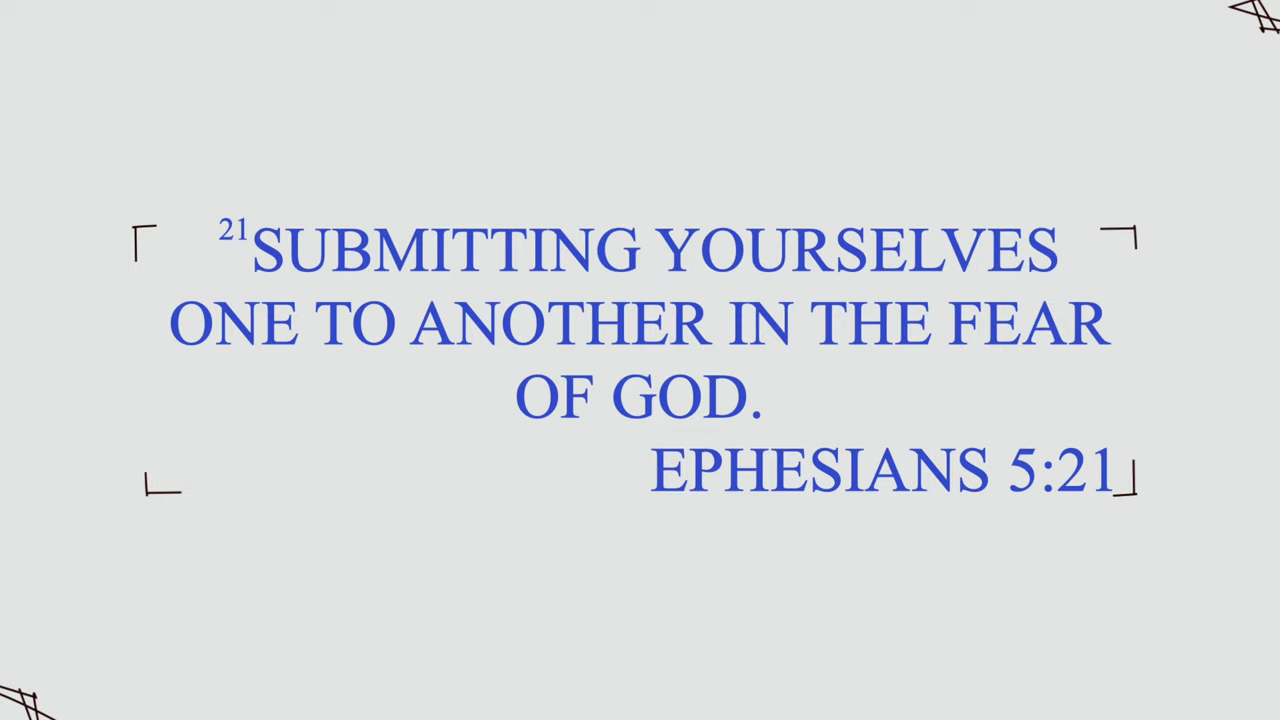 ²¹SUBMITTING YOURSELVES
ONE TO ANOTHER IN THE FEAR
OF GOD.
EPHESIANS 5:21